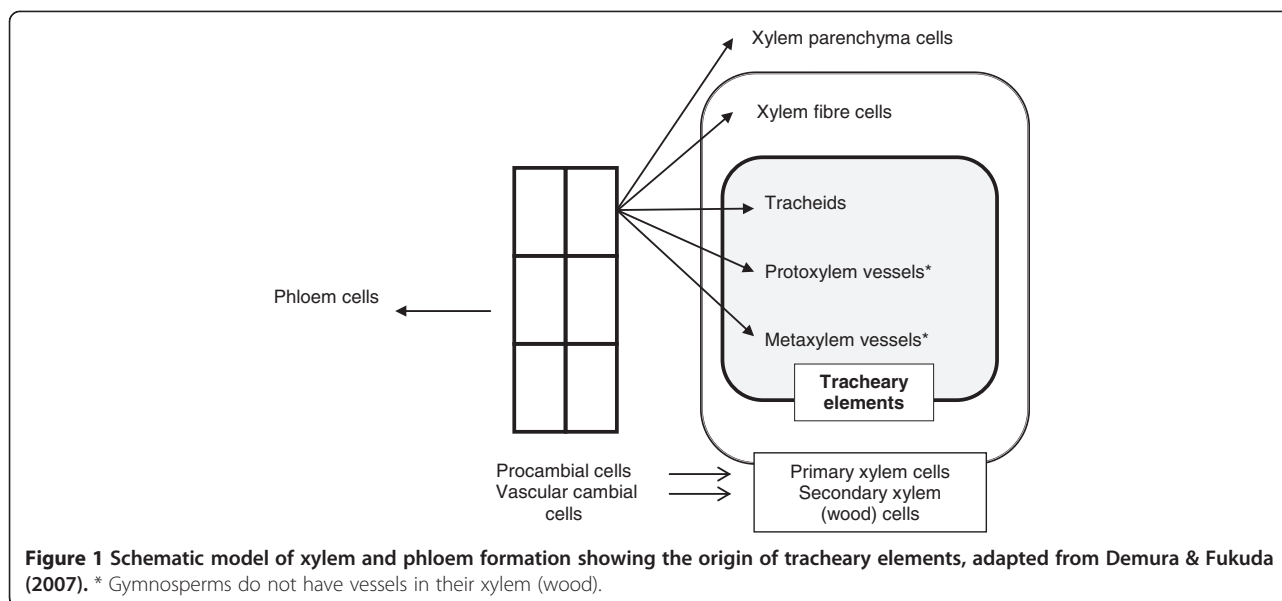 Xylem parenchyma cells
Xylem fibre cells
Tracheids
Protoxylem vessels*
Phloem cells
Metaxylem vessels*
Tracheary
elements
Procambial cells
Vascular cambial
cells
Primary xylem cells
Secondary xylem
(wood) cells
Figure 1 Schematic model of xylem and phloem formation showing the origin of tracheary elements, adapted from Demura & Fukuda
(2007). * Gymnosperms do not have vessels in their xylem (wood).